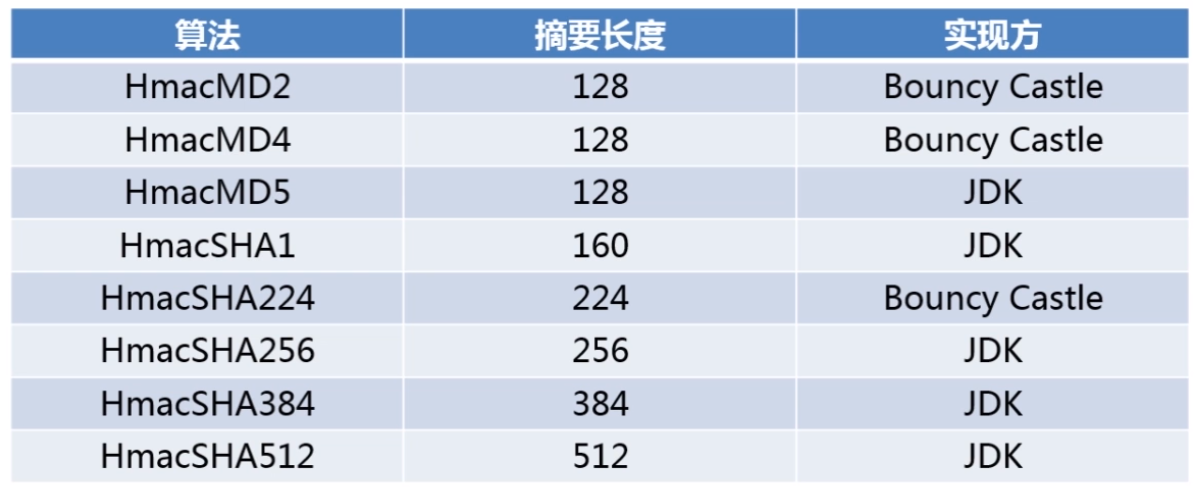 算法 摘要长度 实现方
HmacMD2 128 Bouncy Castle
HmacMD4 128 Bouncy Castle
HmacMD5 128 JDK
HmacSHA1 160 JDK
HmacSHA224 224 Bouncy Castle
HmacSHA256 256 JDK
HmacSHA384 384 JDK
HmacSHA512 512 JDK